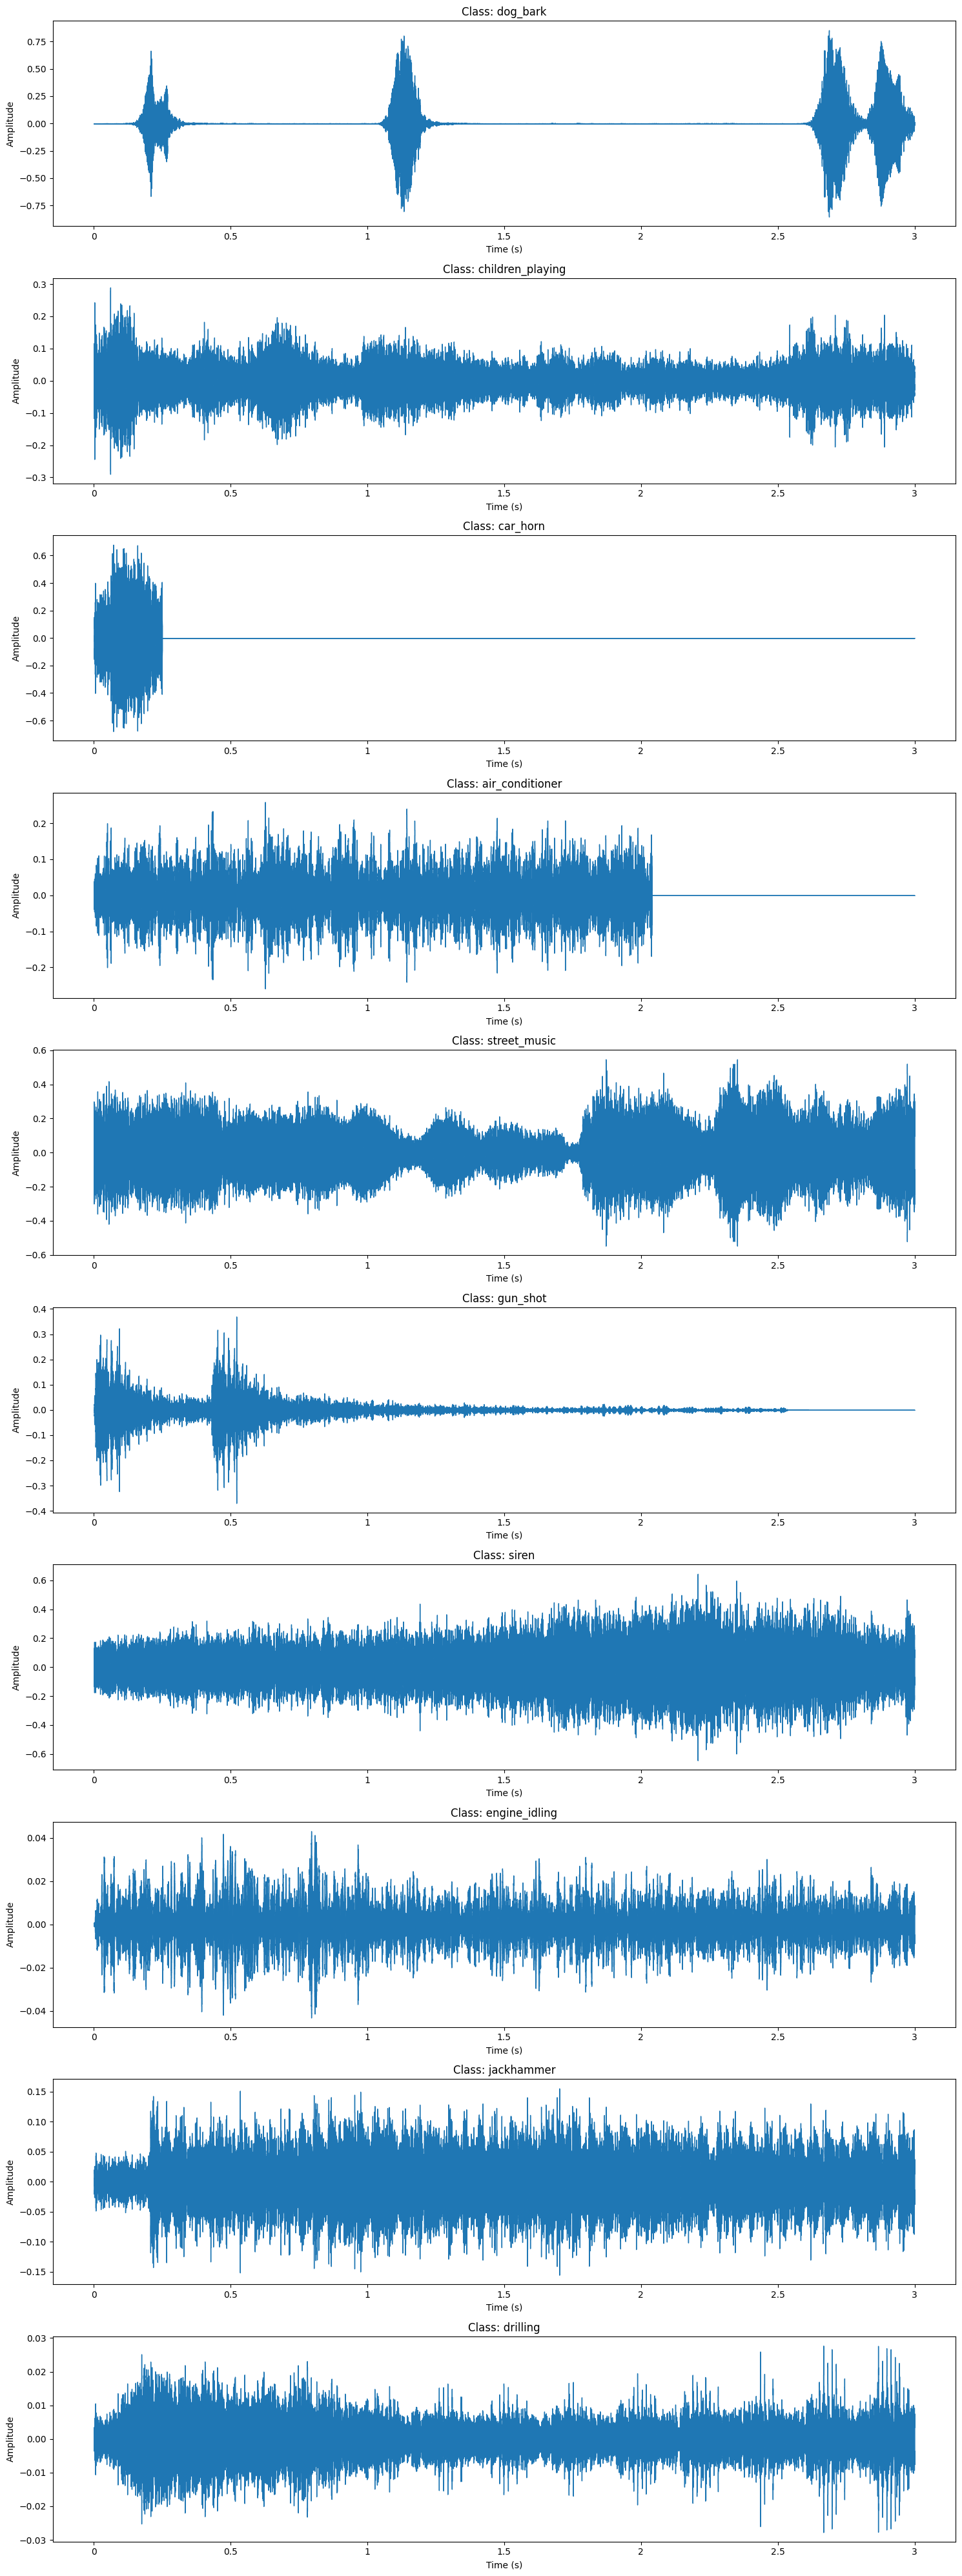 Class: dog_bark
0.75
0.50
0.25
0.00
−0.25
−0.50
−0.75
Amplitude
0 0.5 1 1.5 2 2.5 3
Time (s)
Class: children_playing
0.3
0.2
0.1
0.0
−0.1
−0.2
−0.3
Amplitude
0 0.5 1 1.5 2 2.5 3
Time (s)
Class: car_horn
0.6
0.4
0.2
0.0
−0.2
−0.4
−0.6
Amplitude
0 0.5 1 1.5 2 2.5 3
Time (s)
Class: air_conditioner
0.2
0.1
0.0
−0.1
−0.2
Amplitude
0 0.5 1 1.5 2 2.5 3
Time (s)
Class: street_music
0.6
0.4
0.2
0.0
−0.2
−0.4
−0.6
Amplitude
0 0.5 1 1.5 2 2.5 3
Time (s)
Class: gun_shot
0.4
0.3
0.2
0.1
0.0
−0.1
−0.2
−0.3
−0.4
Amplitude
0 0.5 1 1.5 2 2.5 3
Time (s)
Class: siren
0.6
0.4
0.2
0.0
−0.2
−0.4
−0.6
Amplitude
0 0.5 1 1.5 2 2.5 3
Time (s)
Class: engine_idling
0.04
0.02
0.00
−0.02
−0.04
Amplitude
0 0.5 1 1.5 2 2.5 3
Time (s)
Class: jackhammer
0.15
0.10
0.05
0.00
−0.05
−0.10
−0.15
Amplitude
0 0.5 1 1.5 2 2.5 3
Time (s)
Class: drilling
0.03
0.02
0.01
0.00
−0.01
−0.02
−0.03
Amplitude
0 0.5 1 1.5 2 2.5 3
Time (s)